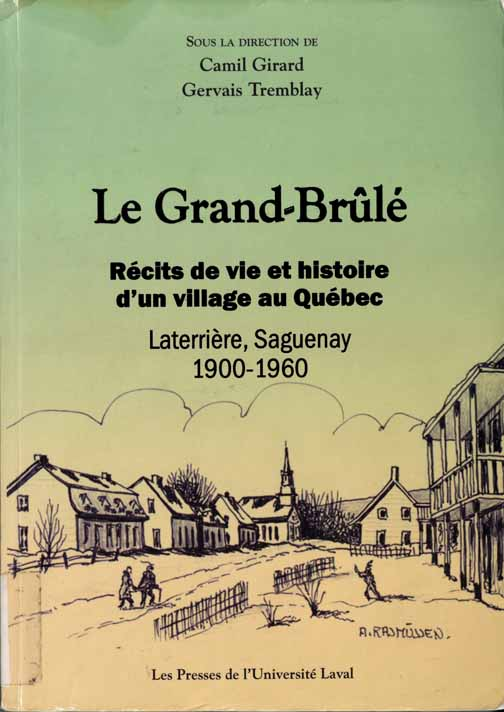 SOUS LA DIRECTION DE
Camil Girard
Gervais Tremblay
Le Grand-Brûlé
Récits de vie et histoire
d'un village au Québec
Laterrière, Saguenay
1900-1960
A. RASMÜSSEN.
Les Presses de l'Université Laval